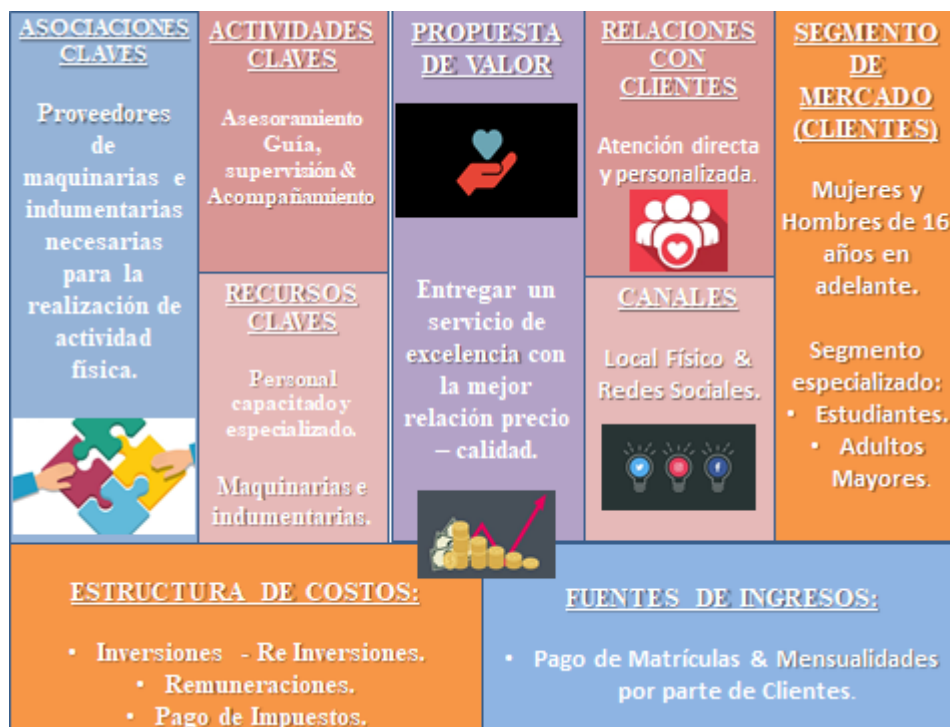 ASOCIACIONES
CLAVES
Proveedores
de
maquinarias e
indumentarias
necesarias
para la
realización de
actividad
física.
ACTIVIDADES
CLAVES
Asesoramiento
Guía,
supervisión &
Acompañamiento
RECURSOS
CLAVES
Personal
capacitado y
especializado.
Maquinarias e
indumentarias.
PROPUESTA
DE VALOR
Entregar un
servicio de
excelencia con
la mejor
relación precio
– calidad.
RELACIONES
CON
CLIENTES
Atención directa
y personalizada.
CANALES
Local Físico &
Redes Sociales.
SEGMENTO
DE
MERCADO
(CLIENTES)
Mujeres y
Hombres de 16
años en
adelante.
Segmento
especializado:
• Estudiantes.
• Adultos
Mayores.
ESTRUCTURA DE COSTOS:
• Inversiones - Re Inversiones.
• Remuneraciones.
• Pago de Impuestos.
FUENTES DE INGRESOS:
• Pago de Matrículas & Mensualidades
por parte de Clientes.